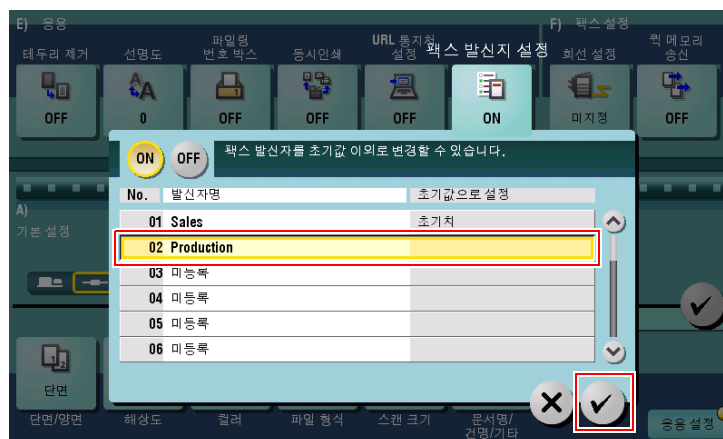 E) 응용
F) 팩스 설정
테두리 제거
선명도
파일링
번호 박스
동시인쇄
URL 통지처
설정
팩스 발신지 설정
회선 설정
퀵 메모리
송신
OFF
0
OFF
OFF
OFF
ON
미지정
OFF
ON
OFF
팩스 발신자를 초기값 이외로 변경할 수 있습니다.
No.
발신자명
초기값으로 설정
01 Sales
초기치
02 Production
03 미등록
04 미등록
05 미등록
06 미등록
A)
기본 설정
단면
단면/양면
해상도
컬러
파일 형식
스캔 크기
문서명/
건명/기타
응용 설정